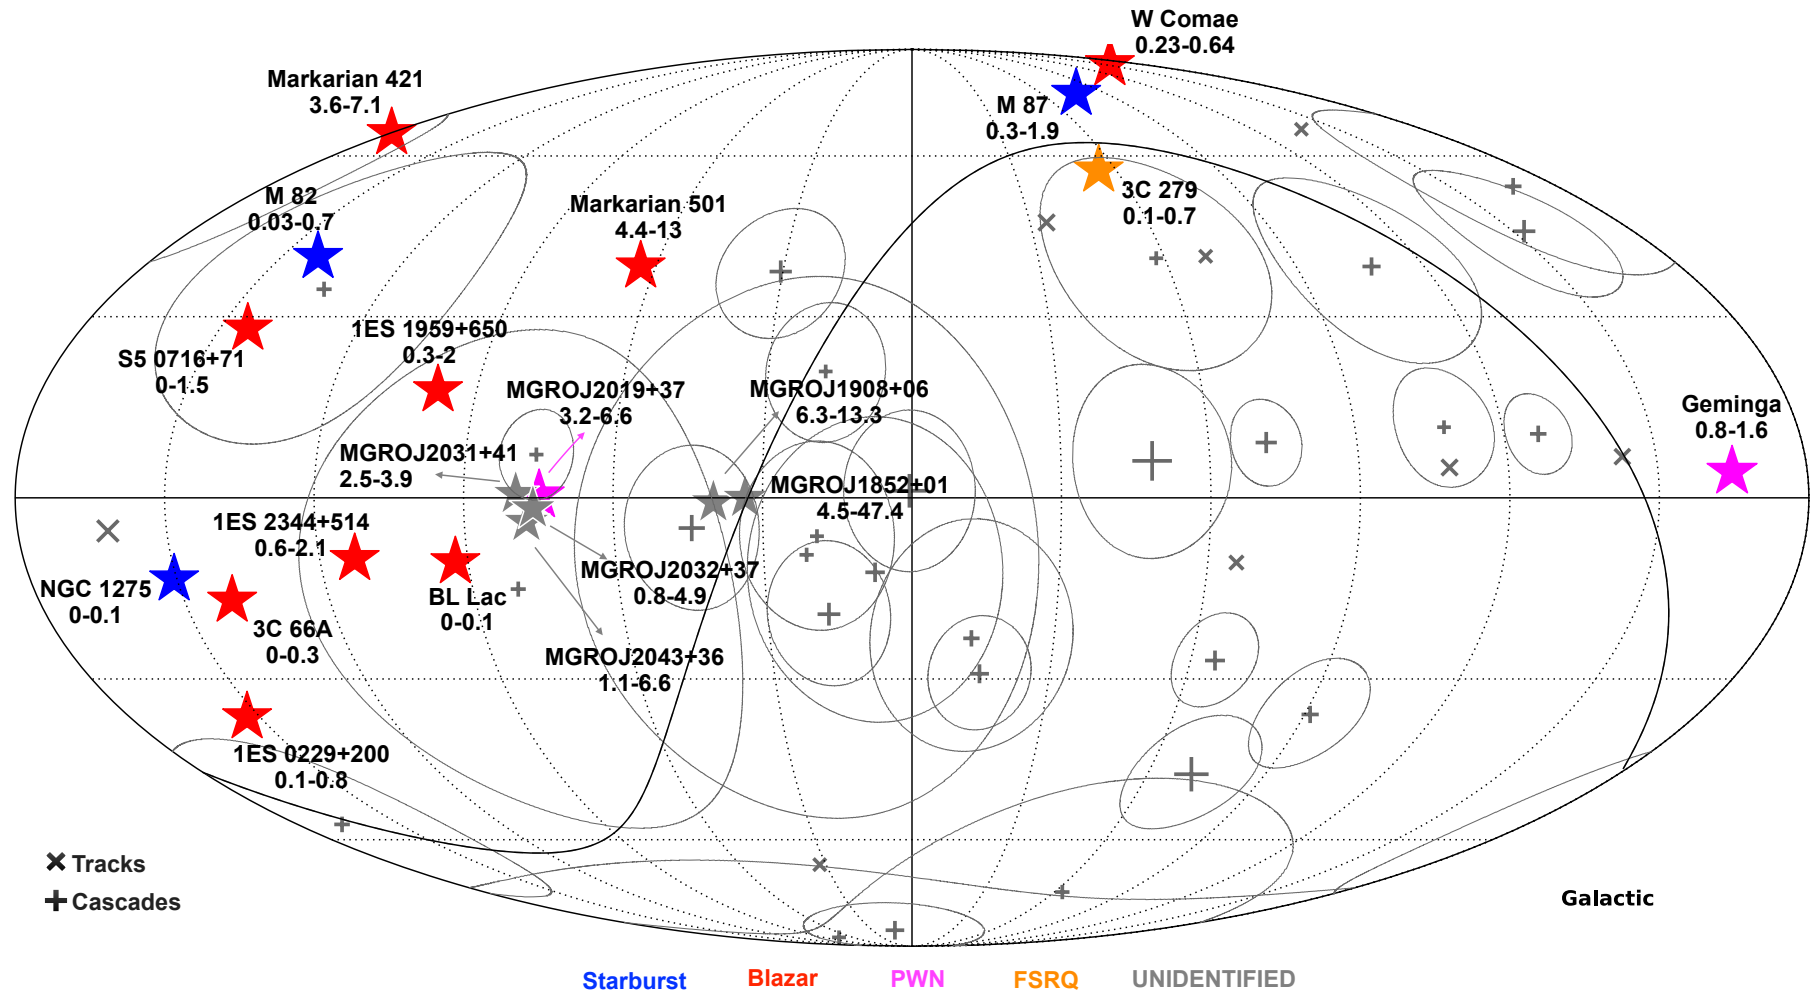 W Comae
0.23-0.64
Markarian 421
3.6-7.1
M 87
0.3-1.9
M 82
0.03-0.7
Markarian 501
4.4-13
3C 279
0.1-0.7
S5 0716+71
0-1.5
1ES 1959+650
0.3-2
MGROJ2019+37
3.2-6.6
MGROJ1908+06
6.3-13.3
Geminga
0.8-1.6
MGROJ2031+41
2.5-3.9
MGROJ1852+01
4.5-47.4
1ES 2344+514
0.6-2.1
NGC 1275
0-0.1
3C 66A
0-0.3
BL Lac
0-0.1
MGROJ2032+37
0.8-4.9
MGROJ2043+36
1.1-6.6
1ES 0229+200
0.1-0.8
Tracks
Cascades
Galactic
Starburst
Blazar
PWN
FSRQ
UNIDENTIFIED